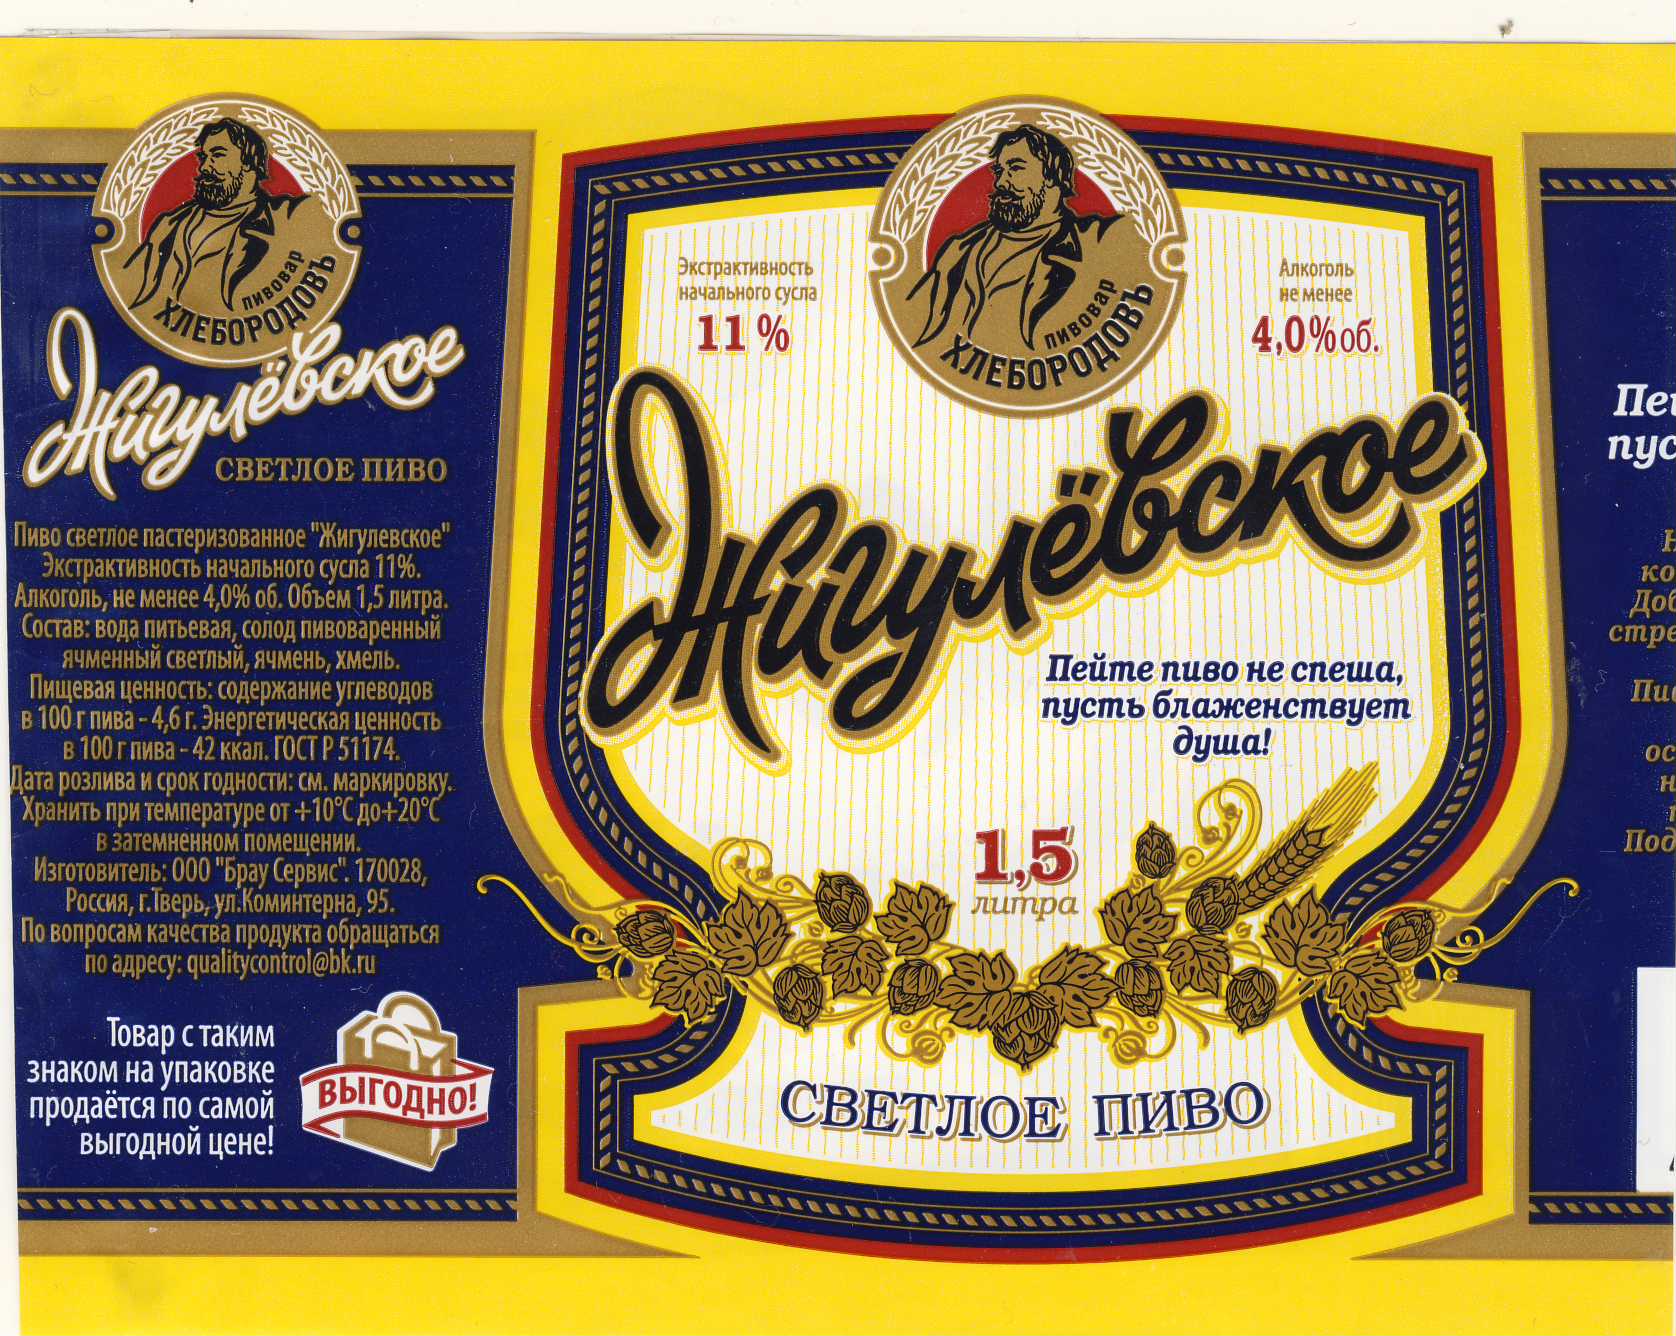 пивовар
ХЛЕБОРОДОВЪ
Жигулёвское
СВЕТЛОЕ ПИВО
Пиво светлое пастеризованное "Жигулевское"
Экстрактивность начального сусла 11%.
Алкоголь, не менее 4,0% об. Объем 1,5 литра.
Состав: вода питьевая, солод пивоваренный
ячменный светлый, ячмень, хмель.
Пищевая ценность: содержание углеводов
в 100 г пива - 4,6 г. Энергетическая ценность
в 100 г пива - 42 ккал. ГОСТ Р 51174.
Дата розлива и срок годности: см. маркировку.
Хранить при температуре от +10°С до+20°С
в затемненном помещении.
Изготовитель: ООО "Брау Сервис". 170028,
Россия, г.Тверь, ул.Коминтерна, 95.
По вопросам качества продукта обращаться
по адресу: qualitycontrol@bk.ru
Товар с таким
знаком на упаковке
продаётся по самой
выгодной цене!
ВЫГОДНО!
пивовар
ХЛЕБОРОДОВЪ
Экстрактивность
начального сусла
11 %
Алкоголь
не менее
4,0% об.
Жигулёвское
Пейте пиво не спеша,
пусть блаженствует
душа!
1,5
литра
СВЕТЛОЕ ПИВО